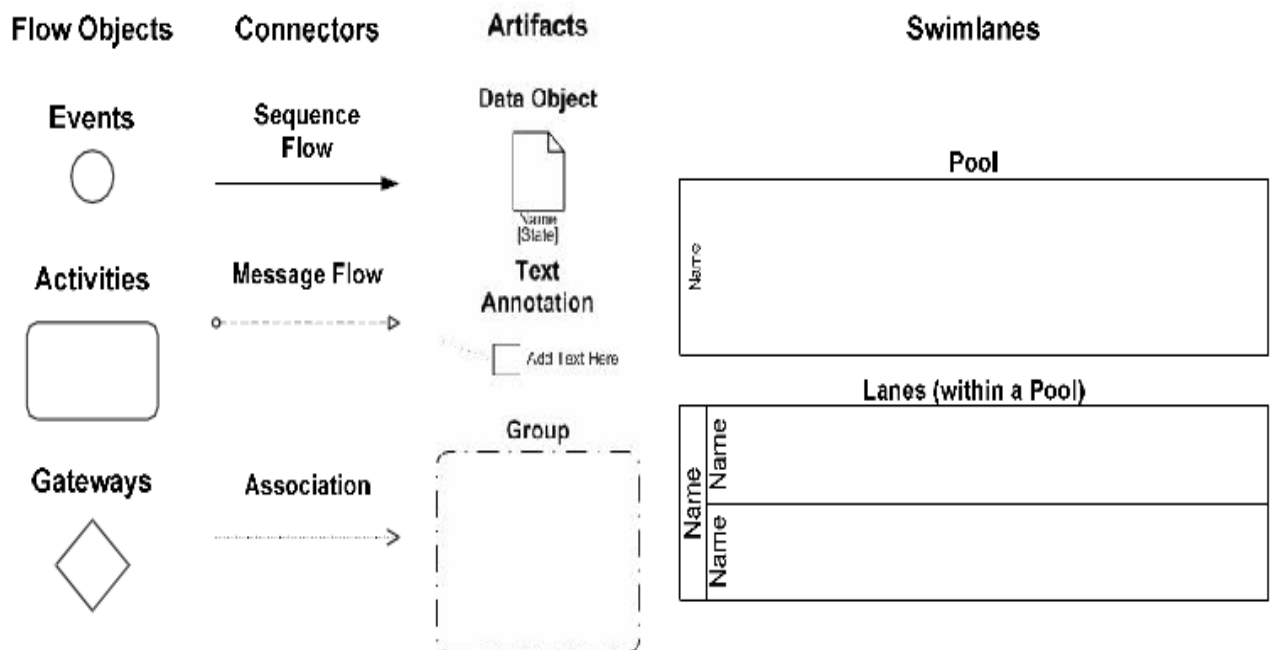 Flow Objects
Connectors
Artifacts
Swimlanes
Events
Activities
Gateways
Sequence
Flow
Message Flow
Association
Data Object
Name
[State]
Text
Annotation
Add Text Here
Group
Pool
Name
Lanes (within a Pool)
Name
Name
Name